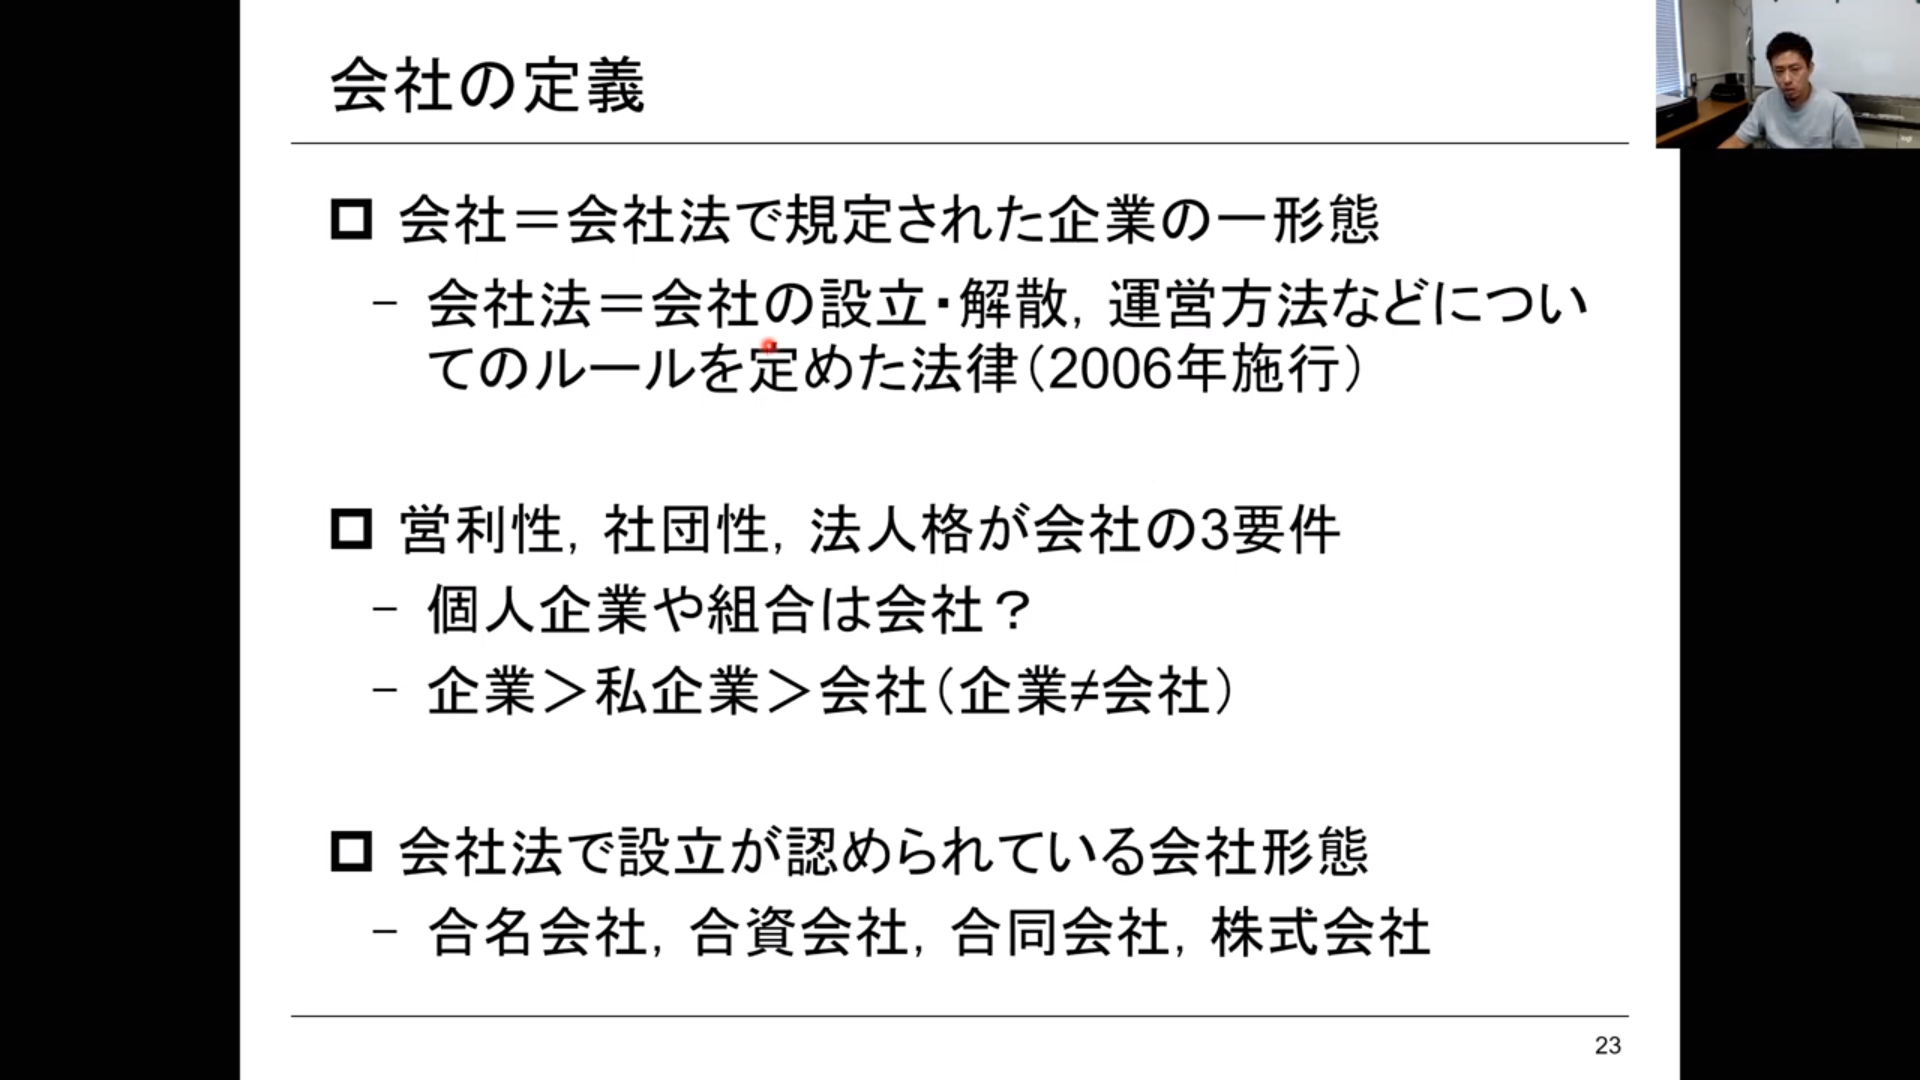 会社の定義
会社＝会社法で規定された企業の一形態
– 会社法＝会社の設立・解散，運営方法などについ
てのルールを定めた法律（2006年施行）
営利性，社団性，法人格が会社の3要件
– 個人企業や組合は会社？
– 企業＞私企業＞会社（企業≠会社）
会社法で設立が認められている会社形態
– 合名会社，合資会社，合同会社，株式会社
23